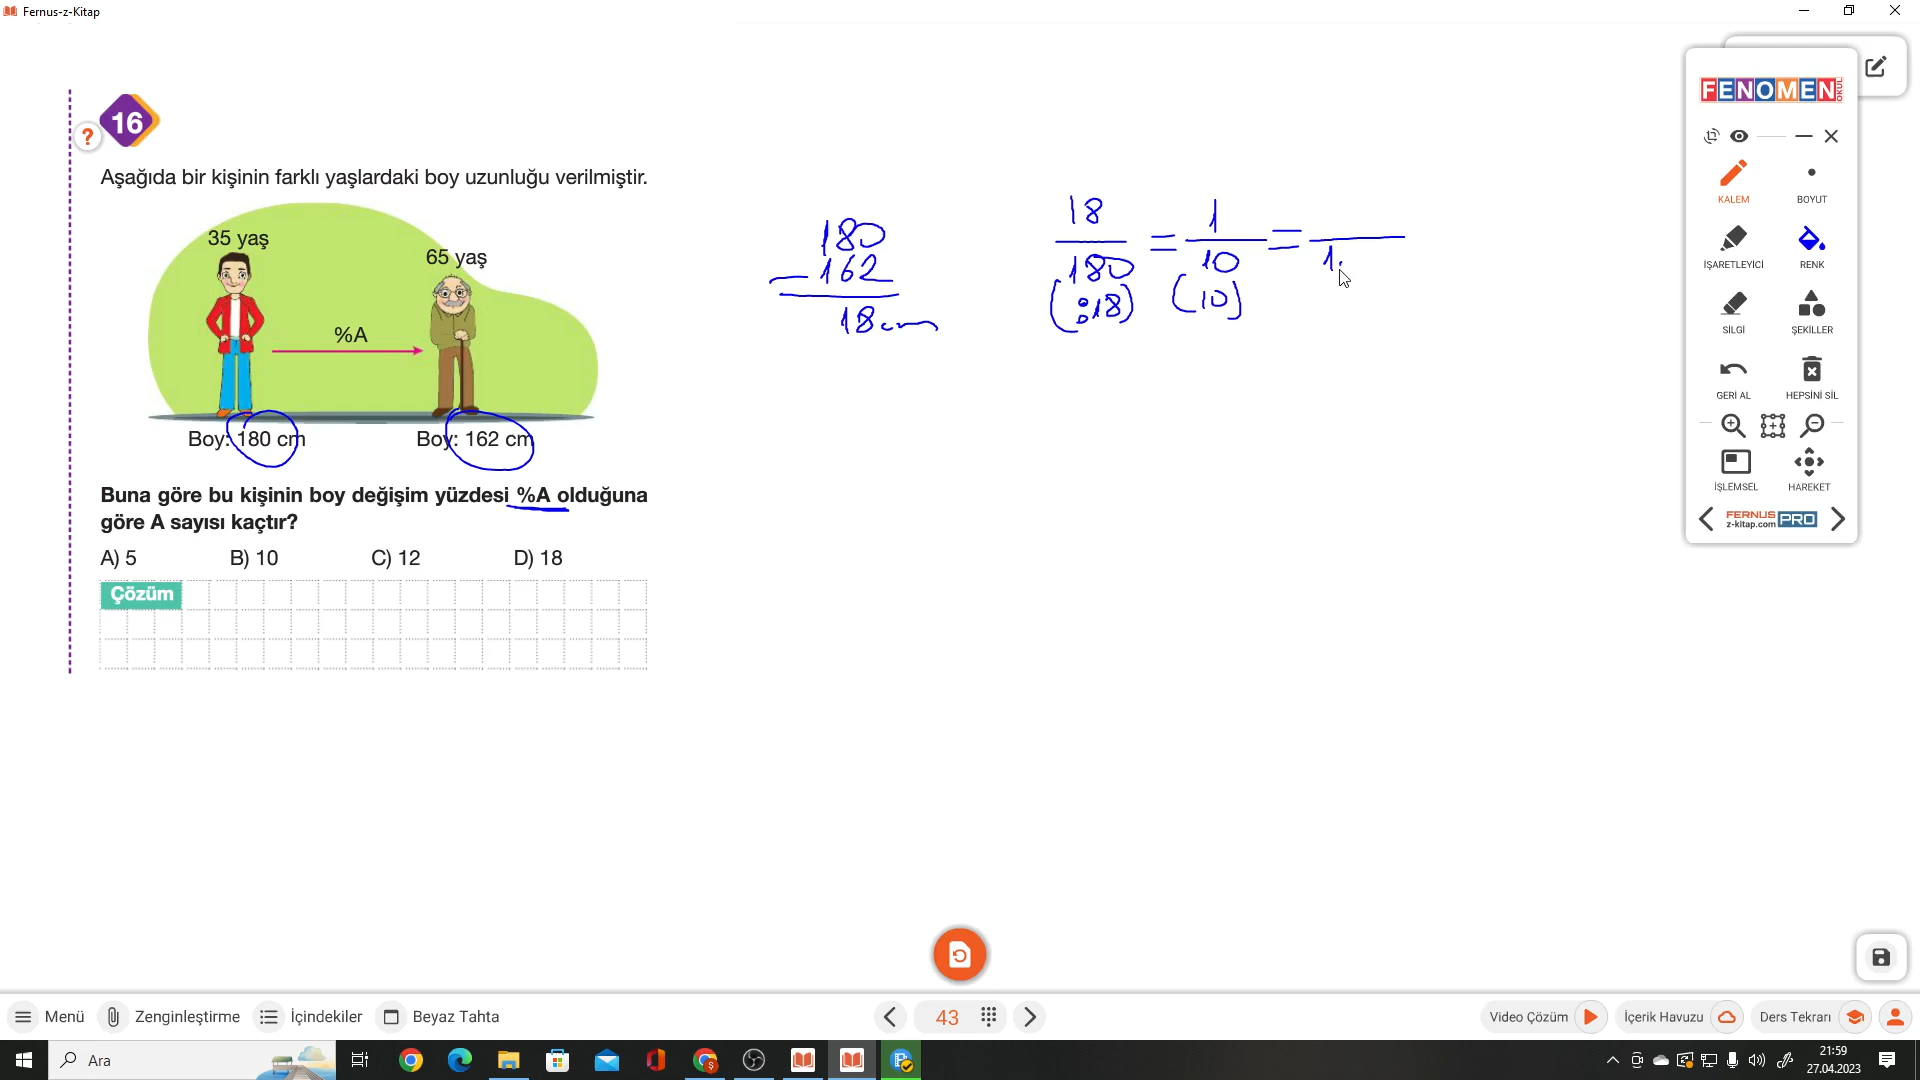 Fernus-z-Kitap
16
?
Aşağıda bir kişinin farklı yaşlardaki boy uzunluğu verilmiştir.
35 yaş
65 yaş
%A
Boy: 180 cm
Boy: 162 cm
Buna göre bu kişinin boy değişim yüzdesi %A olduğuna
göre A sayısı kaçtır?
A) 5 B) 10 C) 12 D) 18
Çözüm
180
- 162
18 cm
18 = 1 =
180 10 1
(:18) (10)
FENOMEN OKUL
KALEM BOYUT
İŞARETLEYİCİ RENK
SİLGİ ŞEKİLLER
GERİ AL HEPSİNİ SİL
İŞLEMSEL HAREKET
FERNUS
z-kitap.com PRO
Menü Zenginleştirme İçindekiler Beyaz Tahta 43 Video Çözüm İçerik Havuzu Ders Tekrarı
Ara
21:59
27.04.2023